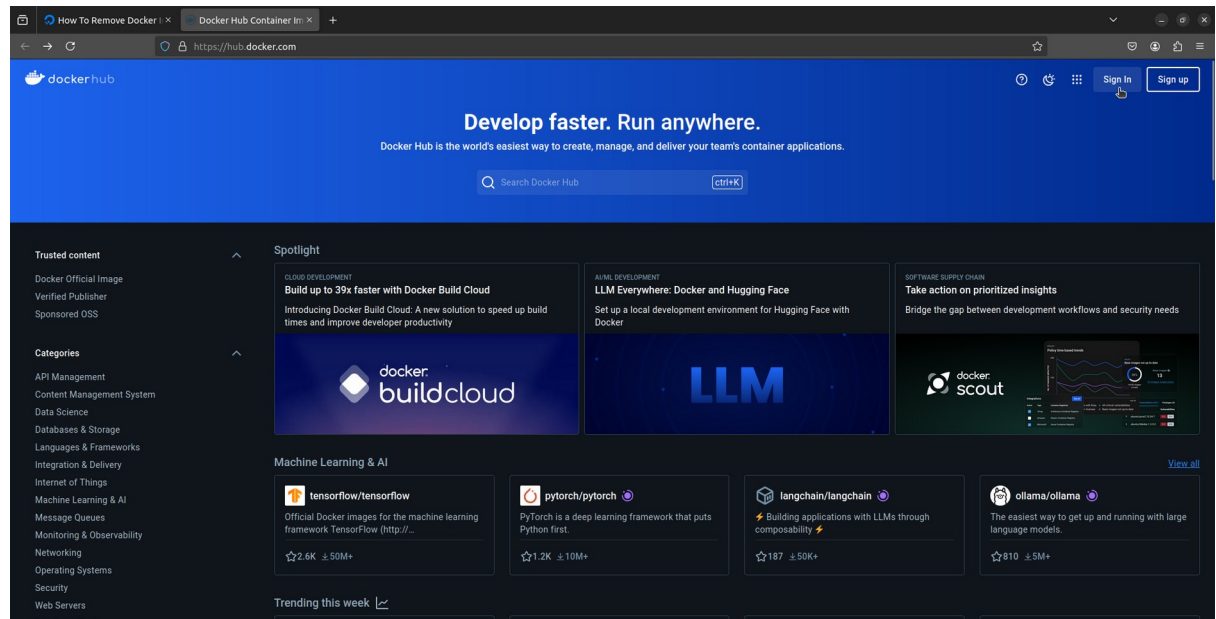 How To Remove Docker
Docker Hub Container Im
https://hub.docker.com
dockerhub
Sign In
Sign up
Develop faster. Run anywhere.
Docker Hub is the world's easiest way to create, manage, and deliver your team's container applications.
Search Docker Hub
ctrl+K
Trusted content
Docker Official Image
Verified Publisher
Sponsored OSS
Categories
API Management
Content Management System
Data Science
Databases & Storage
Languages & Frameworks
Integration & Delivery
Internet of Things
Machine Learning & AI
Message Queues
Monitoring & Observability
Networking
Operating Systems
Security
Web Servers
Spotlight
CLOUD DEVELOPMENT
Build up to 39x faster with Docker Build Cloud
Introducing Docker Build Cloud: A new solution to speed up build
times and improve developer productivity
docker.
buildcloud
AI/ML DEVELOPMENT
LLM Everywhere: Docker and Hugging Face
Set up a local development environment for Hugging Face with
Docker
LLM
SOFTWARE SUPPLY CHAIN
Take action on prioritized insights
Bridge the gap between development workflows and security needs
docker.
scout
Machine Learning & AI
View all
tensorflow/tensorflow
Official Docker images for the machine learning
framework TensorFlow (http://...
2.6K 50M+
pytorch/pytorch
PyTorch is a deep learning framework that puts
Python first.
1.2K 10M+
langchain/langchain
⚡ Building applications with LLMs through
composability ⚡
187 50K+
ollama/ollama
The easiest way to get up and running with large
language models.
810 5M+
Trending this week